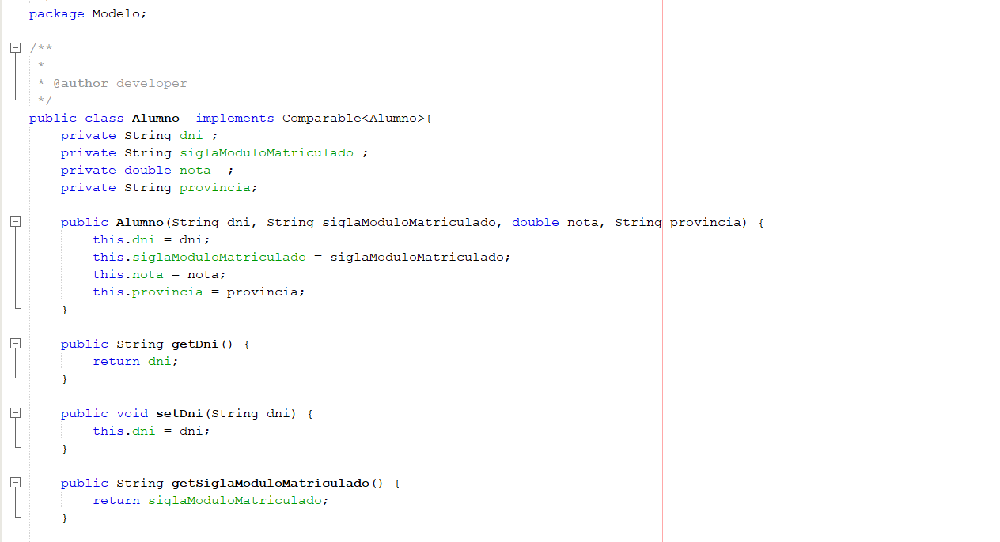 package Modelo;
/**
 *
 * @author developer
 */
public class Alumno  implements Comparable<Alumno>{
    private String dni ;
    private String siglaModuloMatriculado ;
    private double nota  ;
    private String provincia;
    public Alumno(String dni, String siglaModuloMatriculado, double nota, String provincia) {
        this.dni = dni;
        this.siglaModuloMatriculado = siglaModuloMatriculado;
        this.nota = nota;
        this.provincia = provincia;
    }
    public String getDni() {
        return dni;
    }
    public void setDni(String dni) {
        this.dni = dni;
    }
    public String getSiglaModuloMatriculado() {
        return siglaModuloMatriculado;
    }